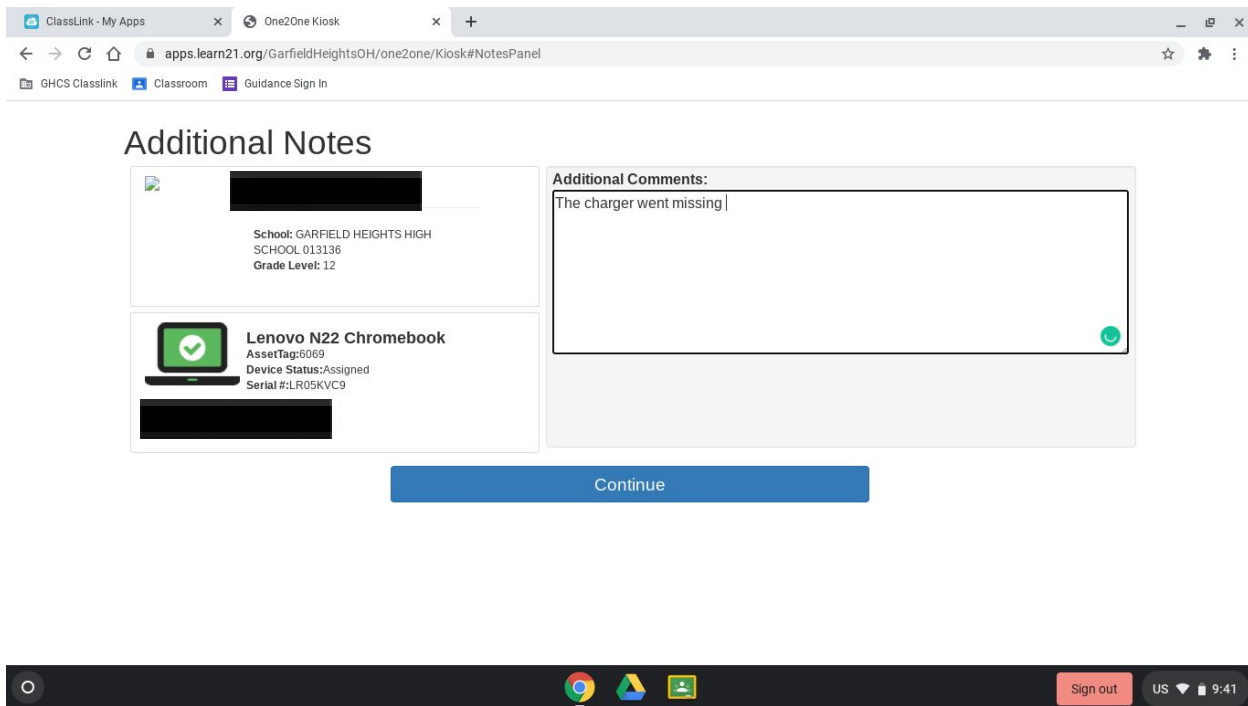 ClassLink - My Apps
One2One Kiosk
apps.learn21.org/GarfieldHeightsOH/one2one/Kiosk#NotesPanel
GHCS Classlink
Classroom
Guidance Sign In
Additional Notes
School: GARFIELD HEIGHTS HIGH
SCHOOL 013136
Grade Level: 12
Lenovo N22 Chromebook
AssetTag:6069
Device Status:Assigned
Serial #:LR05KVC9
Additional Comments:
The charger went missing
Continue
Sign out
US
9:41